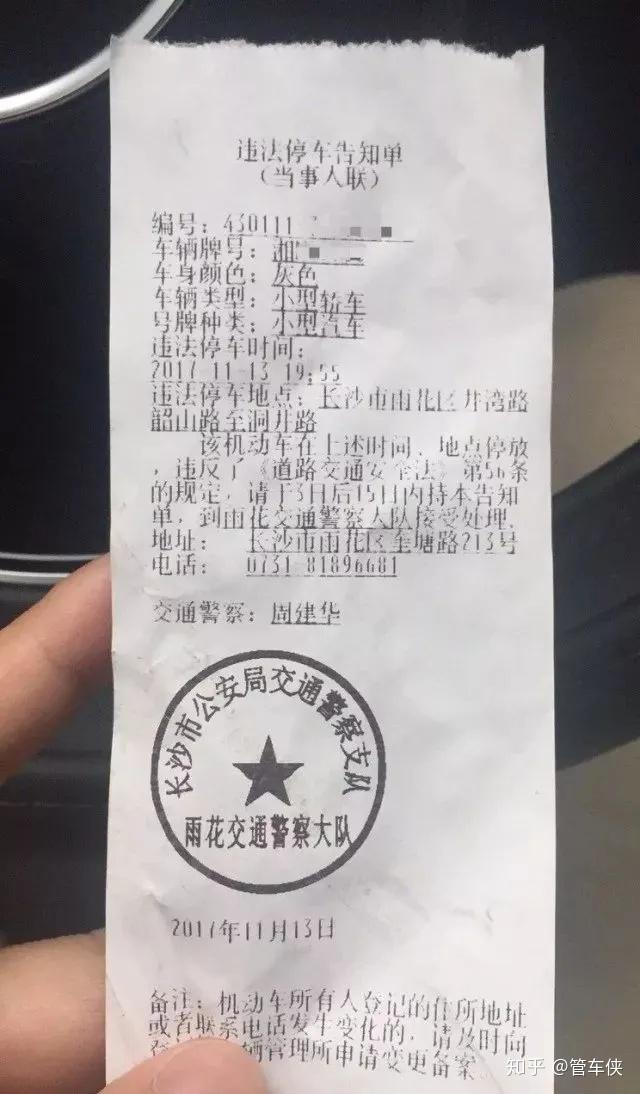 违法停车告知单
(当事人联)
编号：430111
车辆牌号：湘
车身颜色：灰色
车辆类型：小型轿车
号牌种类：小型汽车
违法停车时间：
2017-11-13 19:55
违法停车地点：长沙市雨花区井湾路
韶山路至洞井路
该机动车在上述时间、地点停放
，违反了《道路交通安全法》第56条
的规定，请于3日后15日内持本告知
单，到雨花交通警察大队接受处理.
地址：长沙市雨花区圭塘路213号
电话：0731-81896681
交通警察：周建华
长沙市公安局交通警察支队
雨花交通警察大队
2017年11月13日
备注：机动车所有人登记的住所地址
或者联系电话发生变化的，请及时向
登 辆管理所申请变更备案.
知乎 @管车侠